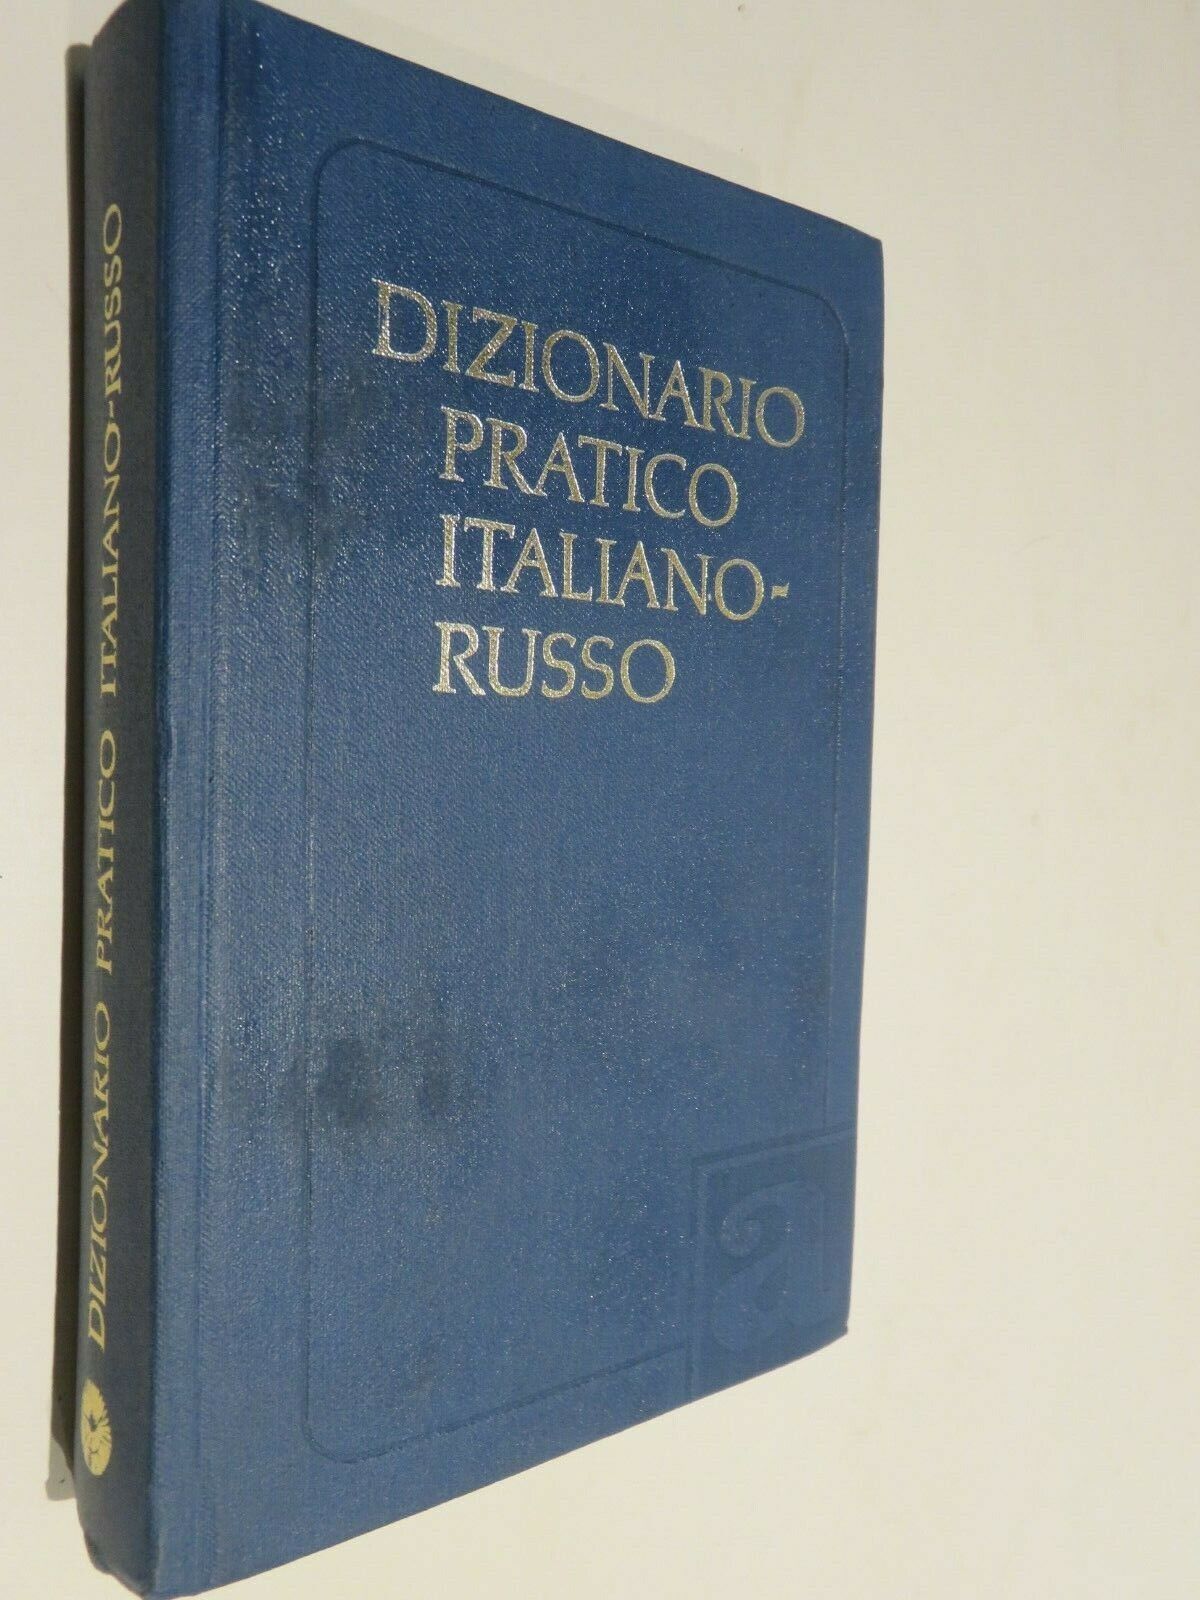 DIZIONARIO
PRATICO
ITALIANO-
RUSSO
a
DIZIONARIO PRATICO ITALIANO-RUSSO